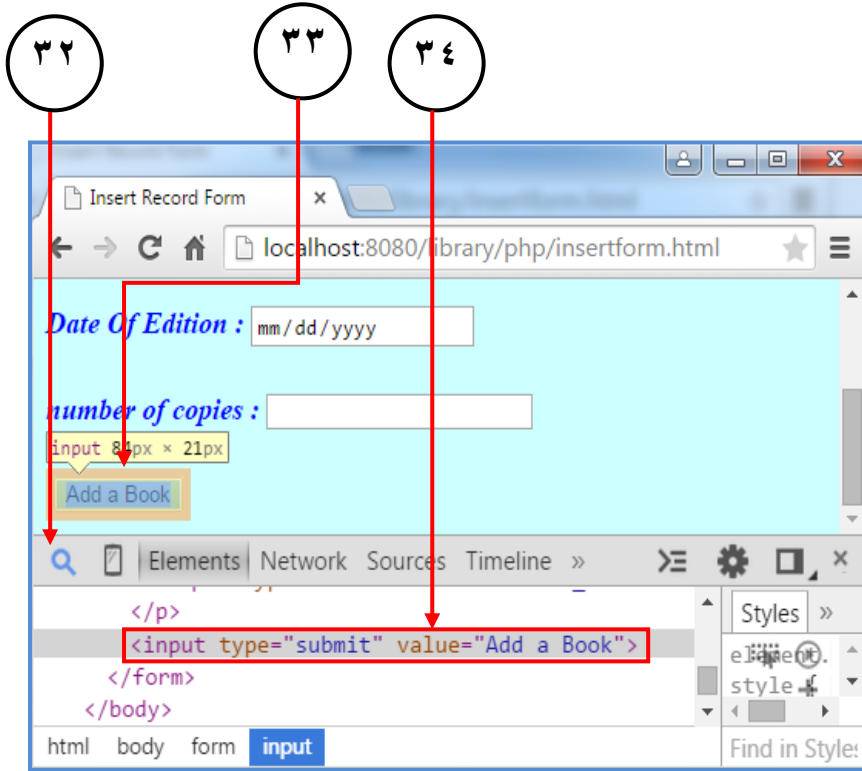 ٣٢
٣٣
٣٤
Insert Record Form ×
localhost:8080/library/php/insertform.html
Date Of Edition : mm/dd/yyyy
number of copies :
input 84px × 21px
Add a Book
Elements Network Sources Timeline »
</p>
<input type="submit" value="Add a Book">
</form>
</body>
html body form input
Styles »
element.
style {
Find in Styles